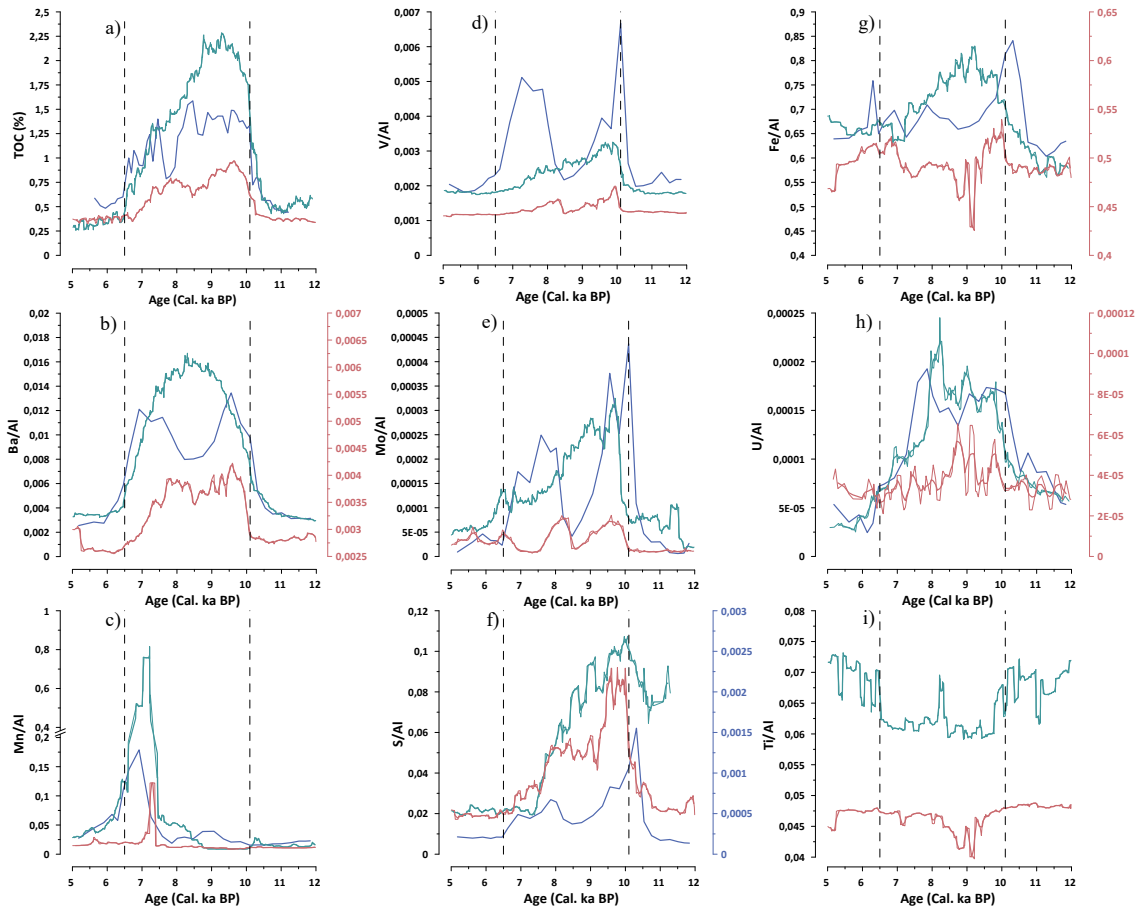 a)
2,5
2,25
2
1,75
1,5
1,25
1
0,75
0,5
0,25
0
TOC (%)
5 6 7 8 9 10 11 12
Age (Cal. ka BP)
d)
0,007
0,006
0,005
0,004
0,003
0,002
0,001
0
V/Al
5 6 7 8 9 10 11 12
Age (Cal. ka BP)
g)
0,9
0,85
0,8
0,75
0,7
0,65
0,6
0,55
0,5
0,45
0,4
Fe/Al
0,65
0,6
0,55
0,5
0,45
0,4
5 6 7 8 9 10 11 12
Age (Cal. ka BP)
b)
0,02
0,018
0,016
0,014
0,012
0,01
0,008
0,006
0,004
0,002
0
Ba/Al
0,007
0,0065
0,006
0,0055
0,005
0,0045
0,004
0,0035
0,003
0,0025
5 6 7 8 9 10 11 12
Age (Cal. ka BP)
e)
0,0005
0,00045
0,0004
0,00035
0,0003
0,00025
0,0002
0,00015
0,0001
5E-05
0
Mo/Al
5 6 7 8 9 10 11 12
Age (Cal. ka BP)
h)
0,00025
0,0002
0,00015
0,0001
5E-05
0
U/Al
0,00012
0,0001
8E-05
6E-05
4E-05
2E-05
0
5 6 7 8 9 10 11 12
Age (Cal. ka BP)
c)
1
0,8
0,6
0,4
0,2
0,15
0,1
0,05
0
Mn/Al
5 6 7 8 9 10 11 12
Age (Cal. ka BP)
f)
0,12
0,1
0,08
0,06
0,04
0,02
0
S/Al
0,003
0,0025
0,002
0,0015
0,001
0,0005
0
5 6 7 8 9 10 11 12
Age (Cal. ka BP)
i)
0,08
0,075
0,07
0,065
0,06
0,055
0,05
0,045
0,04
Ti/Al
5 6 7 8 9 10 11 12
Age (Cal. ka BP)